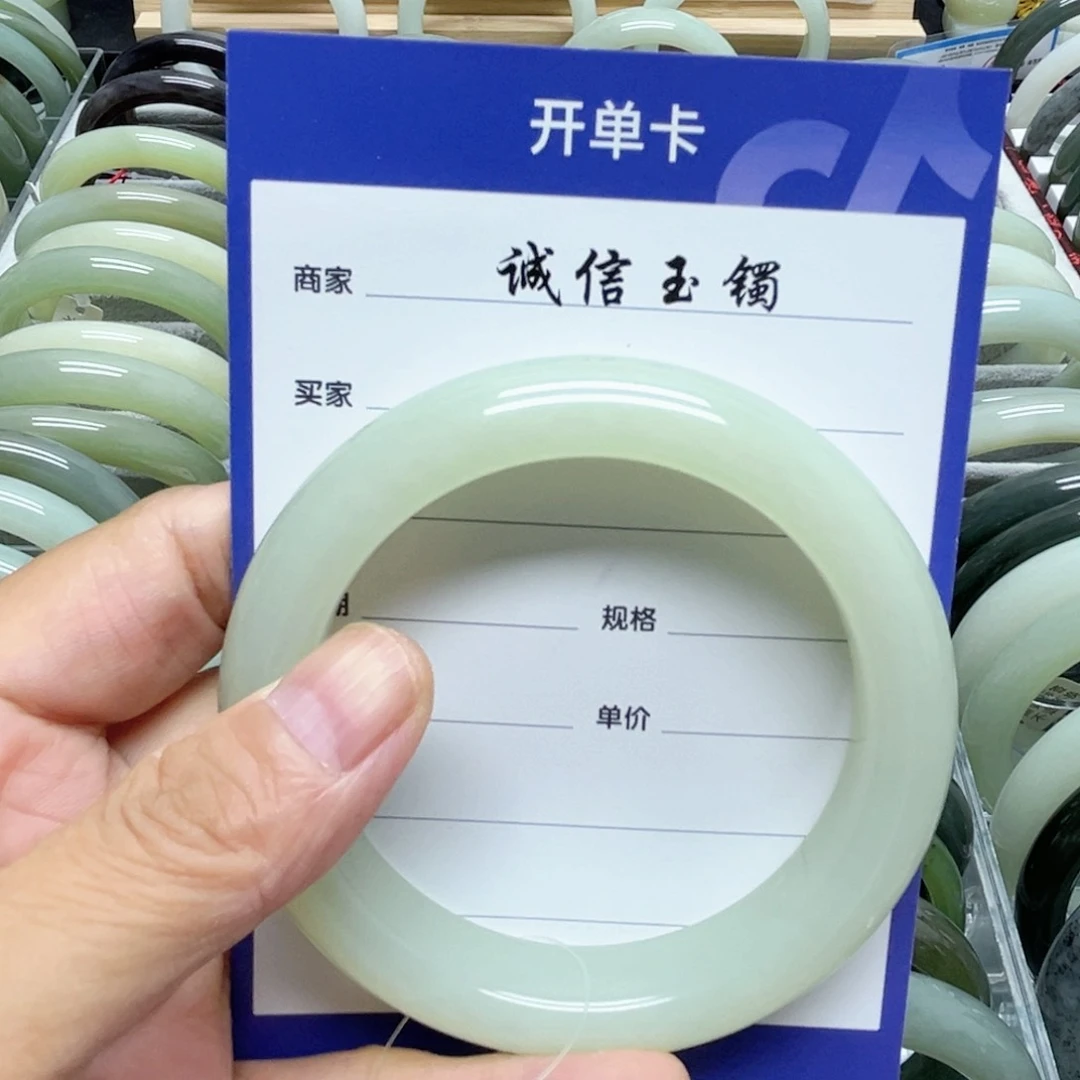 开单卡
商家 诚信玉镯
买家
规格
单价